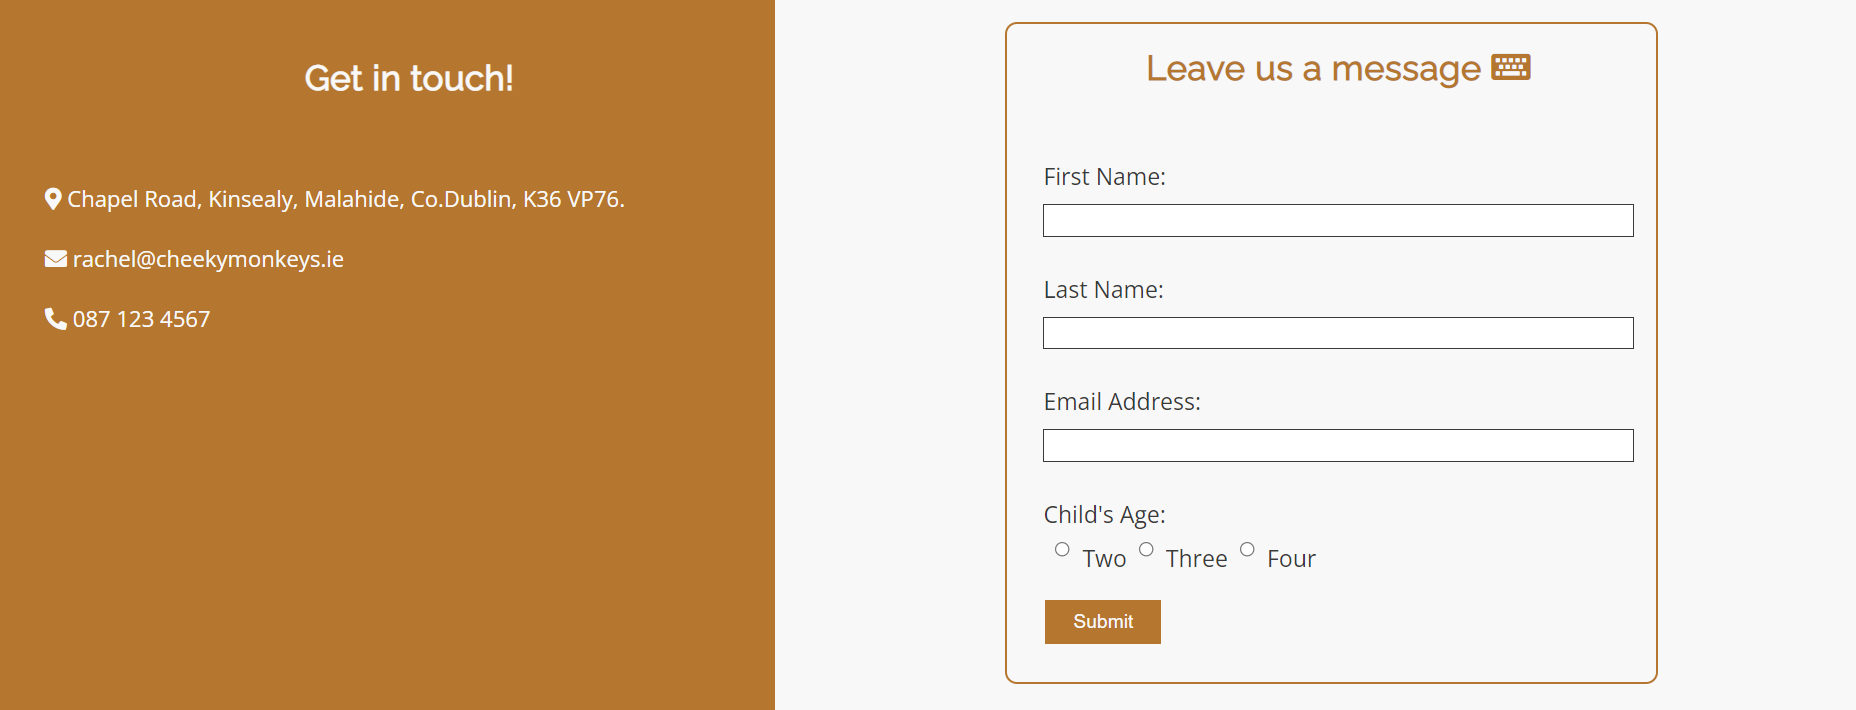 Get in touch!
Chapel Road, Kinsealy, Malahide, Co.Dublin, K36 VP76.
rachel@cheekymonkeys.ie
087 123 4567
Leave us a message
First Name:
Last Name:
Email Address:
Child's Age:
Two Three Four
Submit